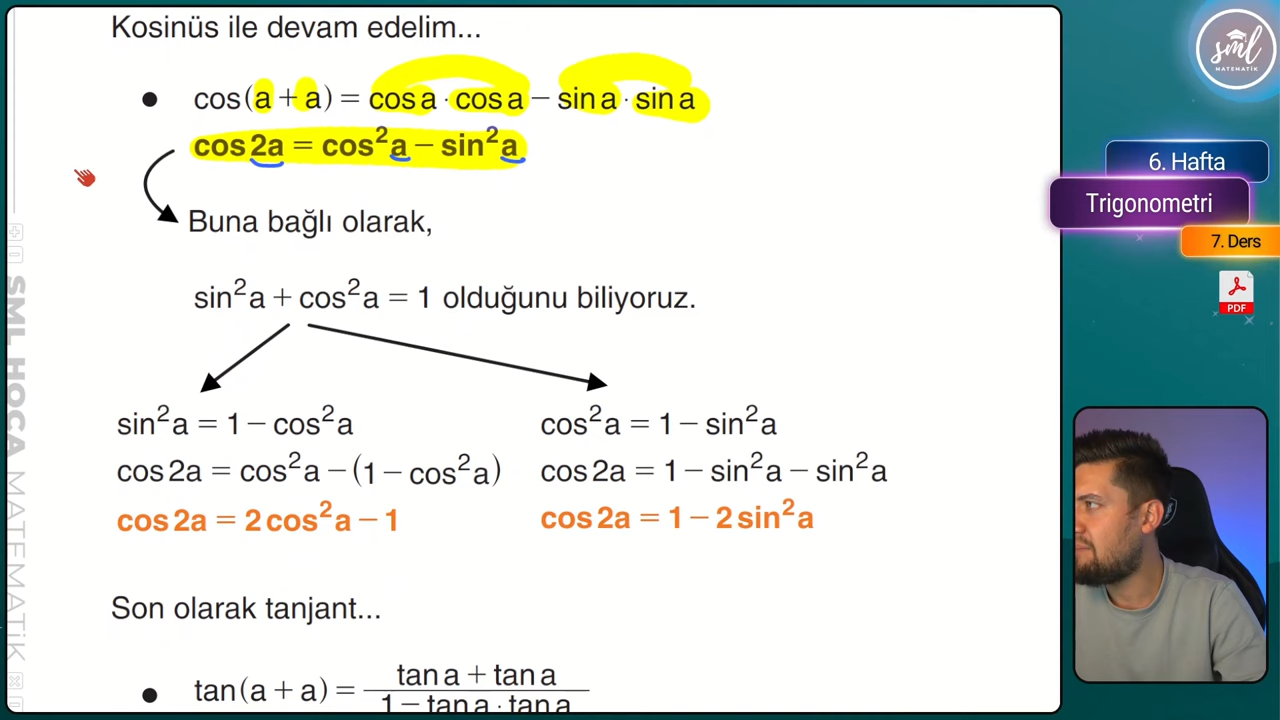 Kosinüs ile devam edelim...
● cos(a + a) = cos a · cos a − sin a · sin a
cos 2a = cos²a − sin²a
Buna bağlı olarak,
sin²a + cos²a = 1 olduğunu biliyoruz.
sin²a = 1 − cos²a
cos 2a = cos²a − (1 − cos²a)
cos 2a = 2 cos²a − 1
cos²a = 1 − sin²a
cos 2a = 1 − sin²a − sin²a
cos 2a = 1 − 2 sin²a
Son olarak tanjant...
● tan(a + a) = tan a + tan a
1 − tan a · tan a
SML HOCA MATEMATİK
sml
MATEMATİK
6. Hafta
Trigonometri
7. Ders
PDF